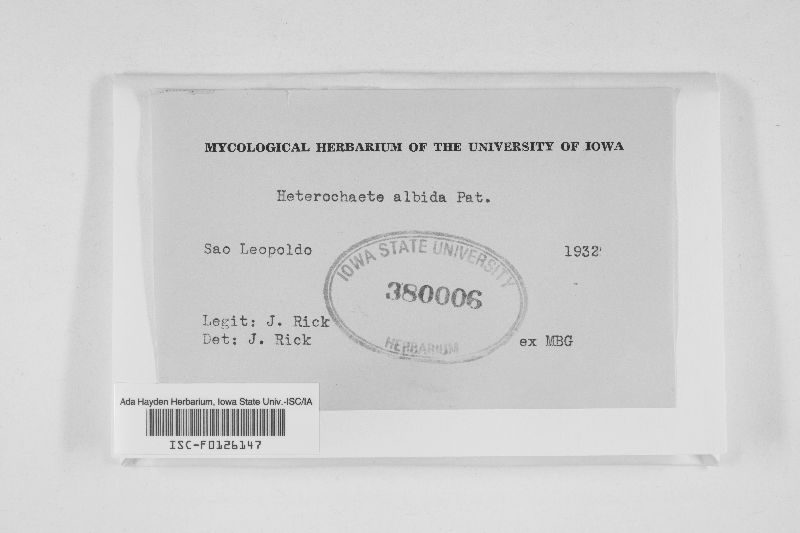 MYCOLOGICAL HERBARIUM OF THE UNIVERSITY OF IOWA
Heterochaete albida Pat.
Sao Leopoldo 1932
IOWA STATE UNIVERSITY
380006
HERBARIUM
Legit: J. Rick
Det: J. Rick ex MBG
Ada Hayden Herbarium, Iowa State Univ.-ISC/IA
ISC-F0126147